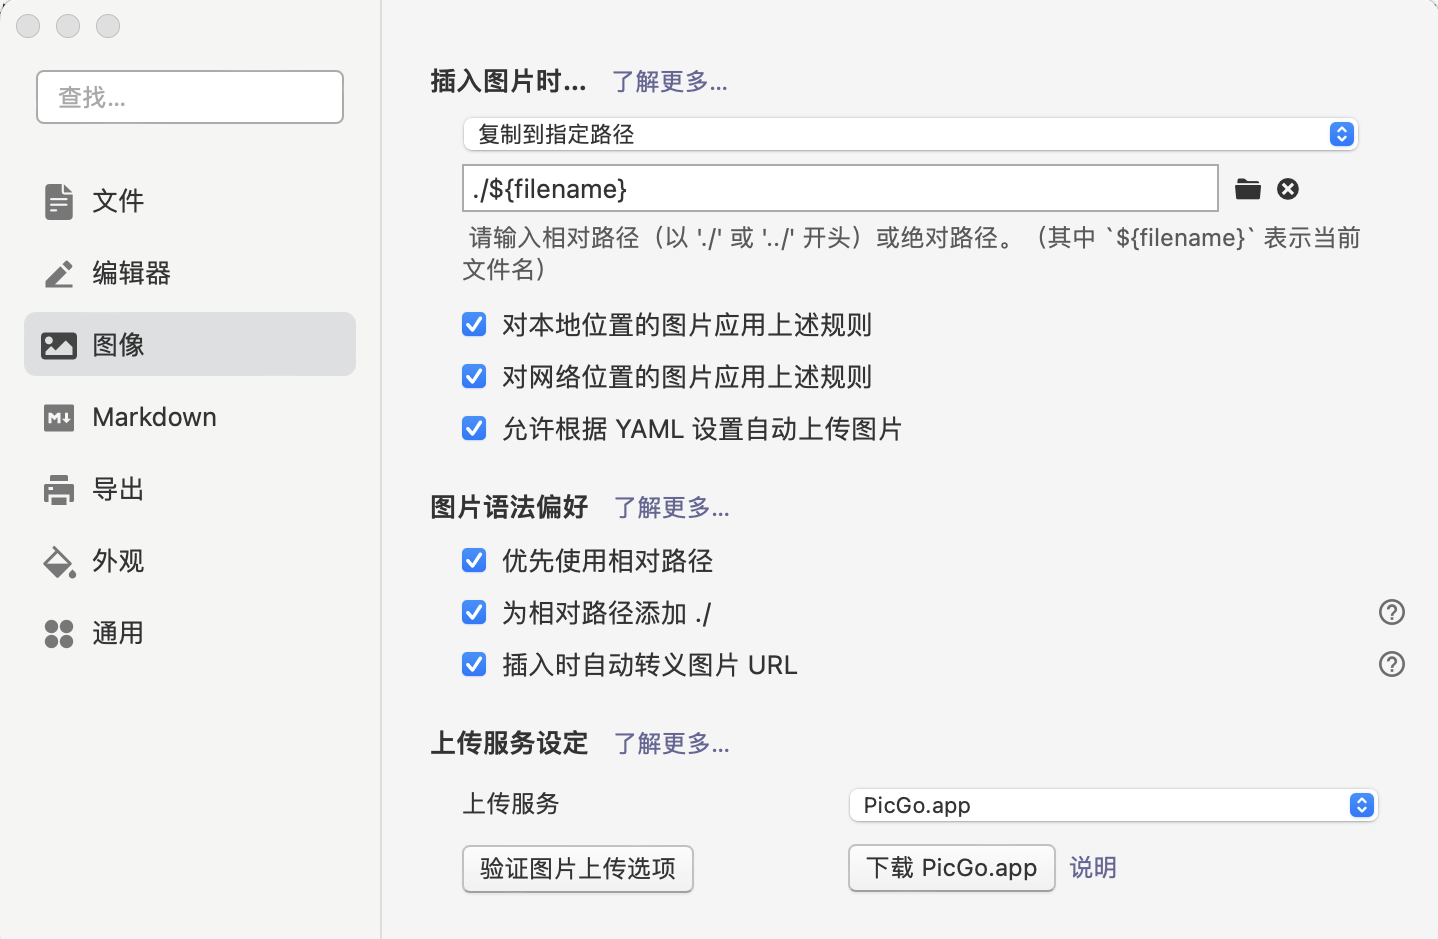 查找...
文件
编辑器
图像
Markdown
导出
外观
通用
插入图片时... 了解更多...
复制到指定路径
./${filename}
请输入相对路径（以 './' 或 '../' 开头）或绝对路径。（其中 `${filename}` 表示当前
文件名）
对本地位置的图片应用上述规则
对网络位置的图片应用上述规则
允许根据 YAML 设置自动上传图片
图片语法偏好 了解更多...
优先使用相对路径
为相对路径添加 ./
插入时自动转义图片 URL
上传服务设定 了解更多...
上传服务 PicGo.app
验证图片上传选项 下载 PicGo.app 说明